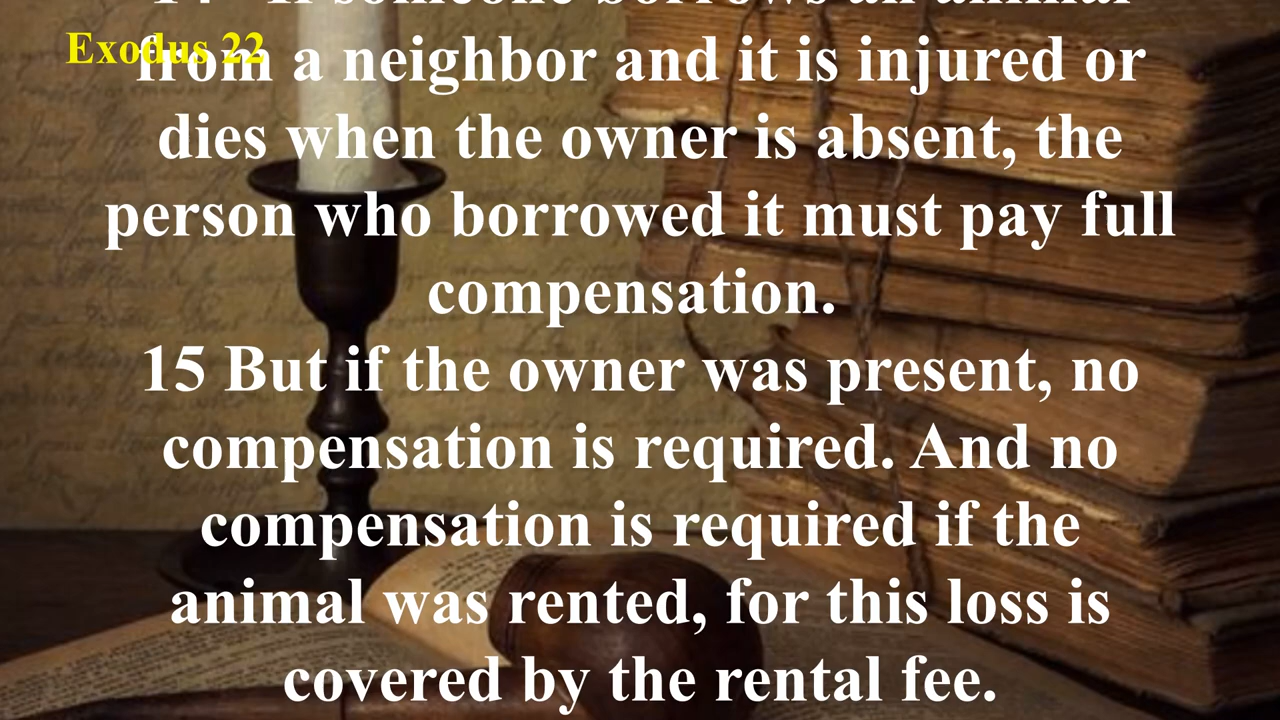 14 "If someone borrows an animal
Exodus 22
from a neighbor and it is injured or
dies when the owner is absent, the
person who borrowed it must pay full
compensation.
15 But if the owner was present, no
compensation is required. And no
compensation is required if the
animal was rented, for this loss is
covered by the rental fee.